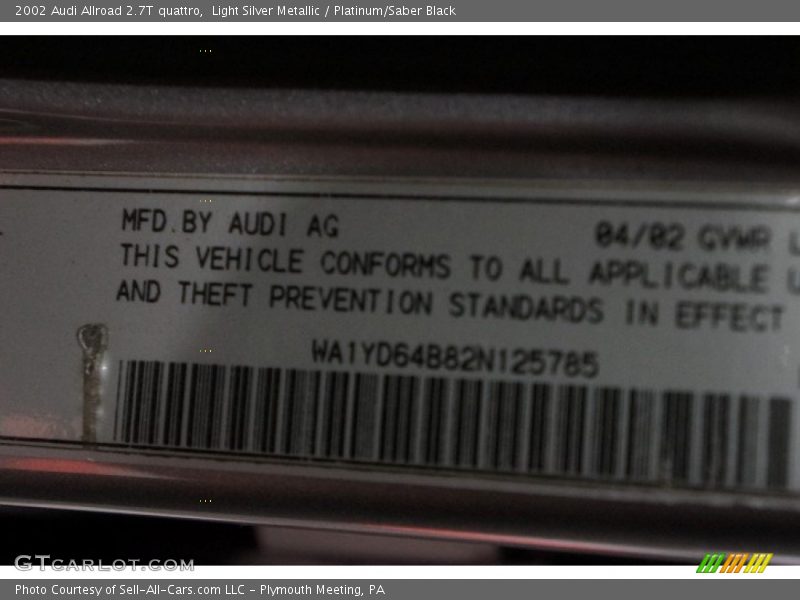 2002 Audi Allroad 2.7T quattro,  Light Silver Metallic / Platinum/Saber Black
MFD.BY AUDI AG 04/02 GVWR
THIS VEHICLE CONFORMS TO ALL APPLICABLE
AND THEFT PREVENTION STANDARDS IN EFFECT
WA1YD64B82N125785
GTcarlot.com
Photo Courtesy of Sell-All-Cars.com LLC - Plymouth Meeting, PA